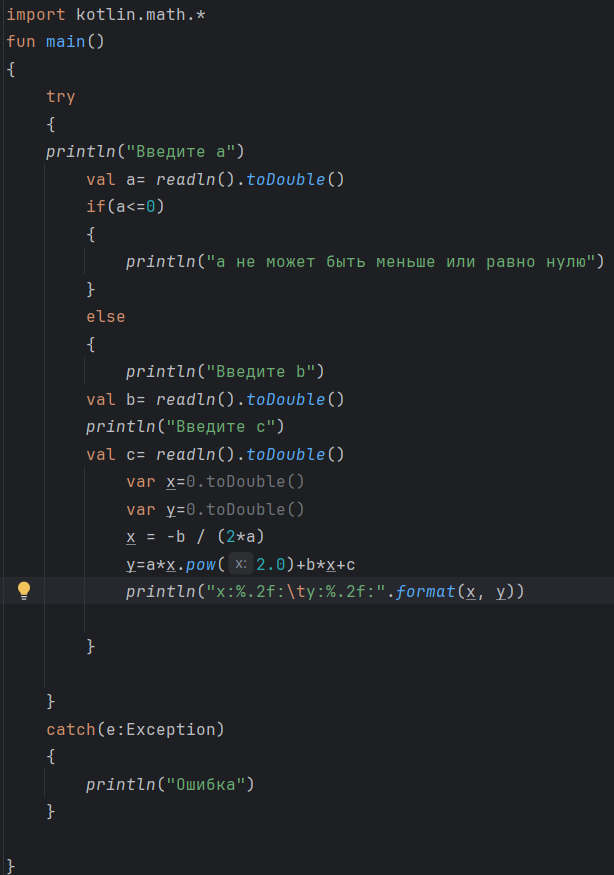 import kotlin.math.*
fun main()
{
    try
    {
    println("Введите a")
        val a= readln().toDouble()
        if(a<=0)
        {
            println("а не может быть меньше или равно нулю")
        }
        else
        {
            println("Введите b")
        val b= readln().toDouble()
        println("Введите c")
        val c= readln().toDouble()
            var x=0.toDouble()
            var y=0.toDouble()
            x = -b / (2*a)
            y=a*x.pow( x: 2.0)+b*x+c
            println("x:%.2f:\ty:%.2f:".format(x, y))
        }
    }
    catch(e:Exception)
    {
        println("Ошибка")
    }
}